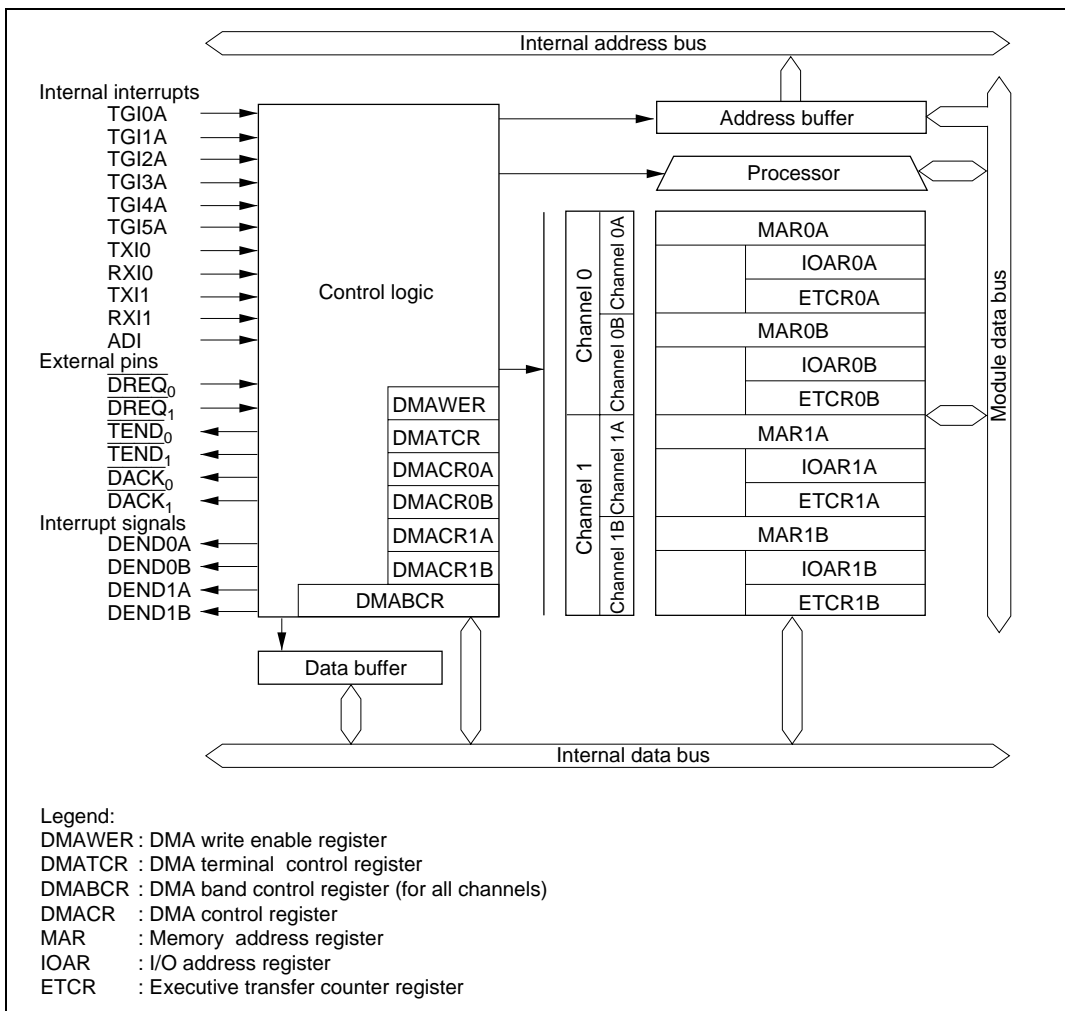 Internal address bus
Internal interrupts
TGI0A
TGI1A
TGI2A
TGI3A
TGI4A
TGI5A
TXI0
RXI0
TXI1
RXI1
ADI
External pins
DREQ0
DREQ1
TEND0
TEND1
DACK0
DACK1
Interrupt signals
DEND0A
DEND0B
DEND1A
DEND1B
Control logic
DMAWER
DMATCR
DMACR0A
DMACR0B
DMACR1A
DMACR1B
DMABCR
Data buffer
Address buffer
Processor
Channel 0
Channel 0A
Channel 0B
Channel 1
Channel 1A
Channel 1B
MAR0A
IOAR0A
ETCR0A
MAR0B
IOAR0B
ETCR0B
MAR1A
IOAR1A
ETCR1A
MAR1B
IOAR1B
ETCR1B
Module data bus
Internal data bus
Legend:
DMAWER : DMA write enable register
DMATCR : DMA terminal control register
DMABCR : DMA band control register (for all channels)
DMACR : DMA control register
MAR : Memory address register
IOAR : I/O address register
ETCR : Executive transfer counter register